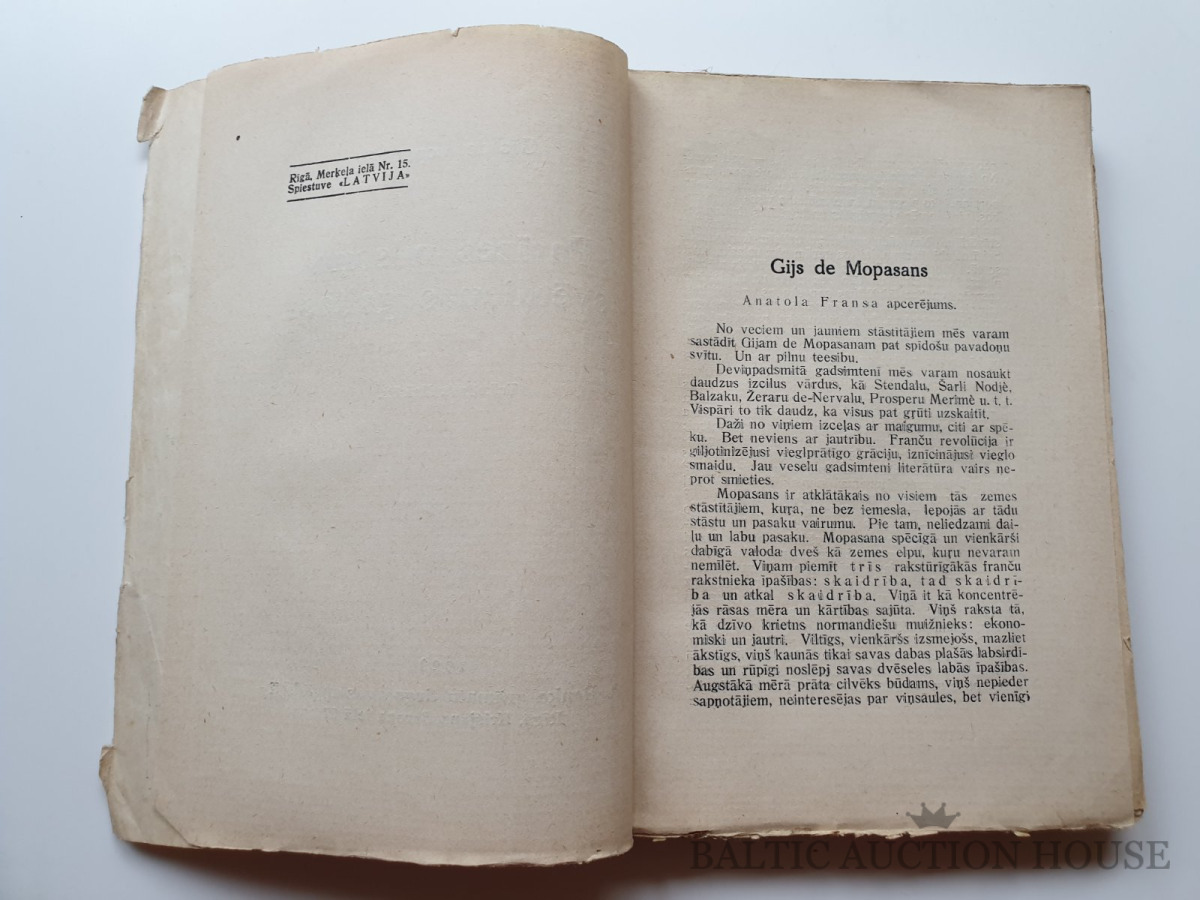 Rīgā, Merķeļa ielā Nr. 15.
Spiestuve «LATVIJA»
Gijs de Mopasans
Anatola Fransa apcerējums.
No veciem un jauniem stāstītājiem mēs varam
sastādīt Gijam de Mopasanam pat spīdošu pavadoņu
svītu. Un ar pilnu teesību.
Deviņpadsmitā gadsimtenī mēs varam nosaukt
daudzus izcilus vārdus, kā Stendalu, Šarli Nodjè,
Balzaku, Žeraru de-Nervalu, Prosperu Merimè u. t. t.
Vispāri to tik daudz, ka visus pat grūti uzskaitīt.
Daži no viņiem izceļas ar maigumu, citi ar spē-
ku. Bet neviens ar jautrību. Franču revolūcija ir
giljotinizējusi vieglprātīgo grāciju, iznīcinājusi vieglo
smaidu. Jau veselu gadsimteni literātūra vairs ne-
prot smieties.
Mopasans ir atklātākais no visiem tās zemes
stāstītājiem, kuŗa, ne bez iemesla, lepojās ar tādu
stāstu un pasaku vairumu. Pie tam, neliedzami dai-
ļu un labu pasaku. Mopasana spēcīgā un vienkārši
dabīgā valoda dveš kā zemes elpu, kuŗu nevaram
nemīlēt. Viņam piemīt trīs rakstūrīgākās franču
rakstnieka īpašības: skaidrība, tad skaidrī-
ba un atkal skaidrība. Viņā it kā koncentrē-
jās rāsas mēra un kārtības sajūta. Viņš raksta tā,
kā dzīvo krietns normandiešu muižnieks: ekono-
miski un jautri. Viltīgs, vienkāršs izsmejošs, mazliet
ākstīgs, viņš kaunās tikai savas dabas plašās labsirdī-
bas un rūpīgi noslēpj savas dvēseles labās īpašības.
Augstākā mērā prāta cilvēks būdams, viņš nepieder
sapņotājiem, neinteresējas par viņsaules, bet vienīgi
BALTIC AUCTION HOUSE